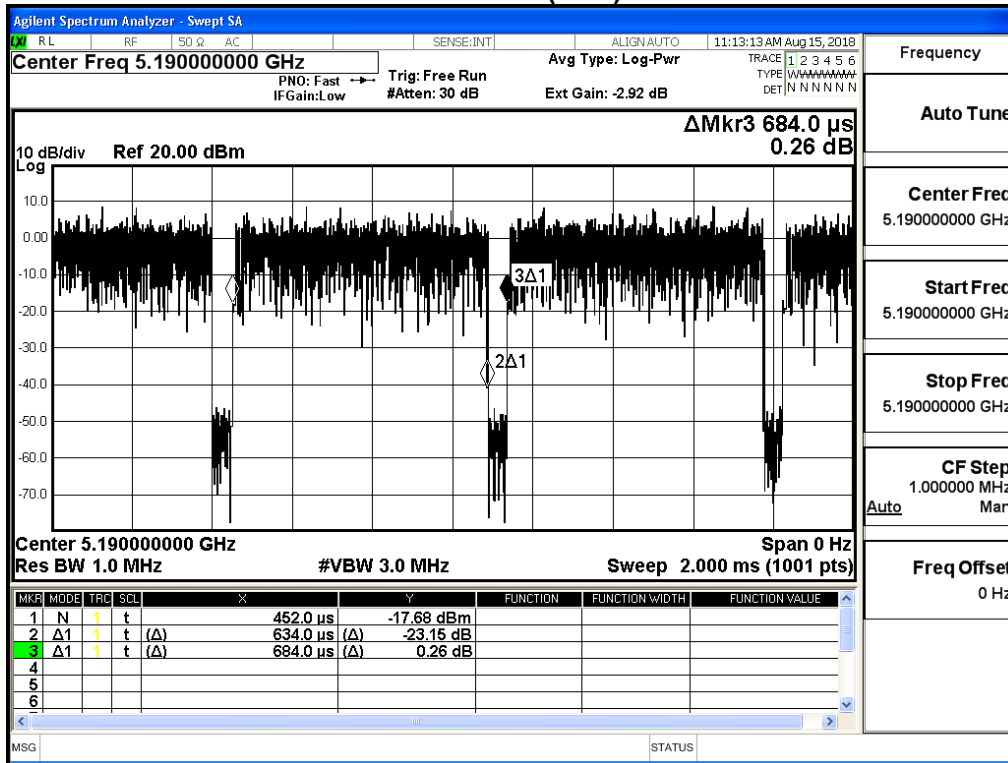 Agilent Spectrum Analyzer - Swept SA
LXI RL RF 50 Ω AC SENSE:INT ALIGN AUTO 11:13:13 AM Aug 15, 2018
Center Freq 5.190000000 GHz
PNO: Fast
IFGain:Low
Trig: Free Run
#Atten: 30 dB
Avg Type: Log-Pwr
Ext Gain: -2.92 dB
TRACE 1 2 3 4 5 6
TYPE
DET N N N N N N
ΔMkr3 684.0 µs
0.26 dB
10 dB/div Ref 20.00 dBm
Log
10.0
0.00
-10.0
-20.0
-30.0
-40.0
-50.0
-60.0
-70.0
3Δ1
2Δ1
Center 5.190000000 GHz Span 0 Hz
Res BW 1.0 MHz #VBW 3.0 MHz Sweep 2.000 ms (1001 pts)
MKR MODE TRC SCL X Y FUNCTION FUNCTION WIDTH FUNCTION VALUE
1 N 1 t 452.0 µs -17.68 dBm
2 Δ1 1 t (Δ) 634.0 µs (Δ) -23.15 dB
3 Δ1 1 t (Δ) 684.0 µs (Δ) 0.26 dB
4
5
6
MSG STATUS
Frequency
Auto Tune
Center Freq
5.190000000 GHz
Start Freq
5.190000000 GHz
Stop Freq
5.190000000 GHz
CF Step
1.000000 MHz
Auto Man
Freq Offset
0 Hz